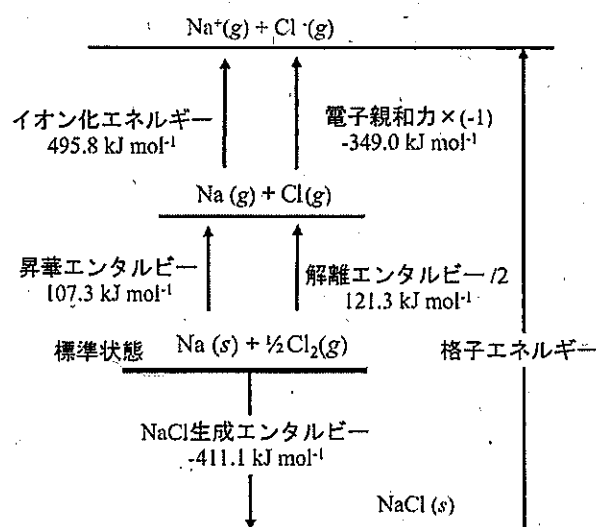 Na⁺(g) + Cl⁻(g)
イオン化エネルギー
495.8 kJ mol⁻¹
電子親和力×(-1)
-349.0 kJ mol⁻¹
Na (g) + Cl(g)
昇華エンタルピー
107.3 kJ mol⁻¹
解離エンタルピー/2
121.3 kJ mol⁻¹
標準状態
Na (s) + ½Cl₂(g)
格子エネルギー
NaCl生成エンタルピー
-411.1 kJ mol⁻¹
NaCl (s)